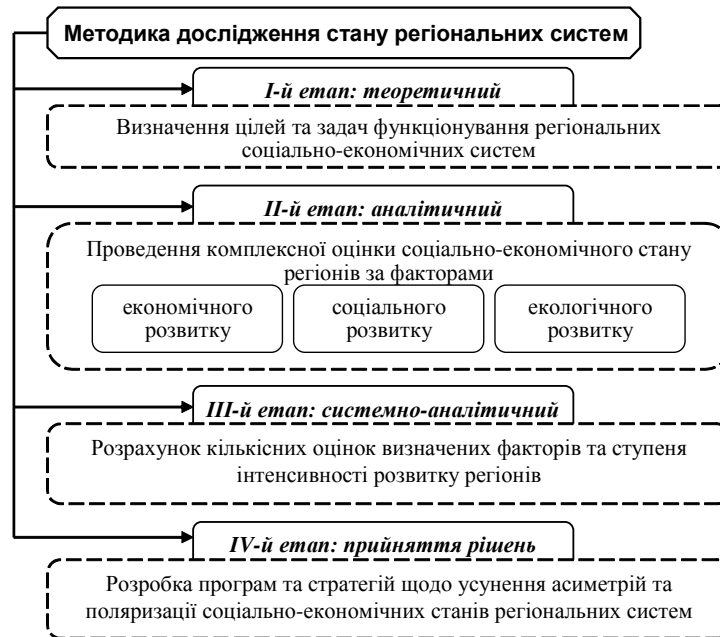 Методика дослідження стану регіональних систем
І-й етап: теоретичний
Визначення цілей та задач функціонування регіональних
соціально-економічних систем
ІІ-й етап: аналітичний
Проведення комплексної оцінки соціально-економічного стану
регіонів за факторами
економічного
розвитку
соціального
розвитку
екологічного
розвитку
ІІІ-й етап: системно-аналітичний
Розрахунок кількісних оцінок визначених факторів та ступеня
інтенсивності розвитку регіонів
IV-й етап: прийняття рішень
Розробка програм та стратегій щодо усунення асиметрій та
поляризації соціально-економічних станів регіональних систем